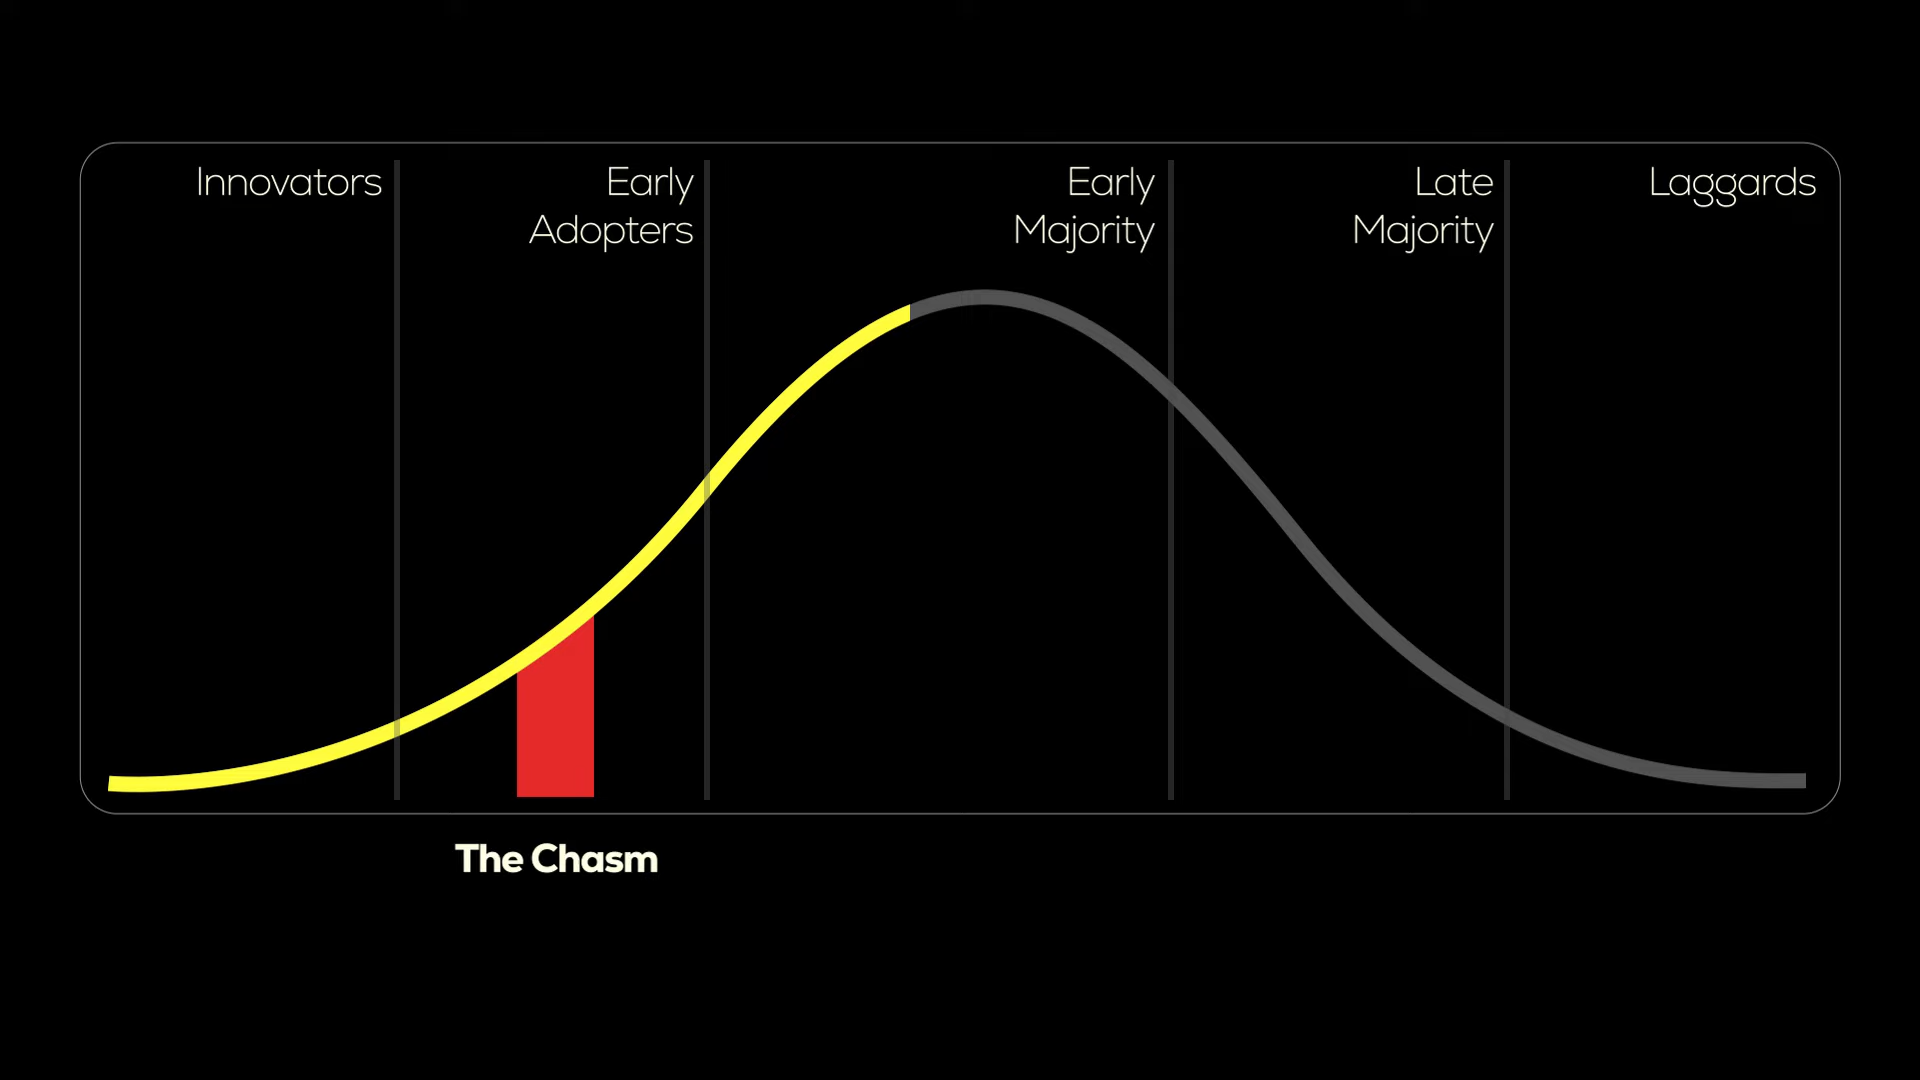 Innovators
Early
Adopters
Early
Majority
Late
Majority
Laggards
The Chasm